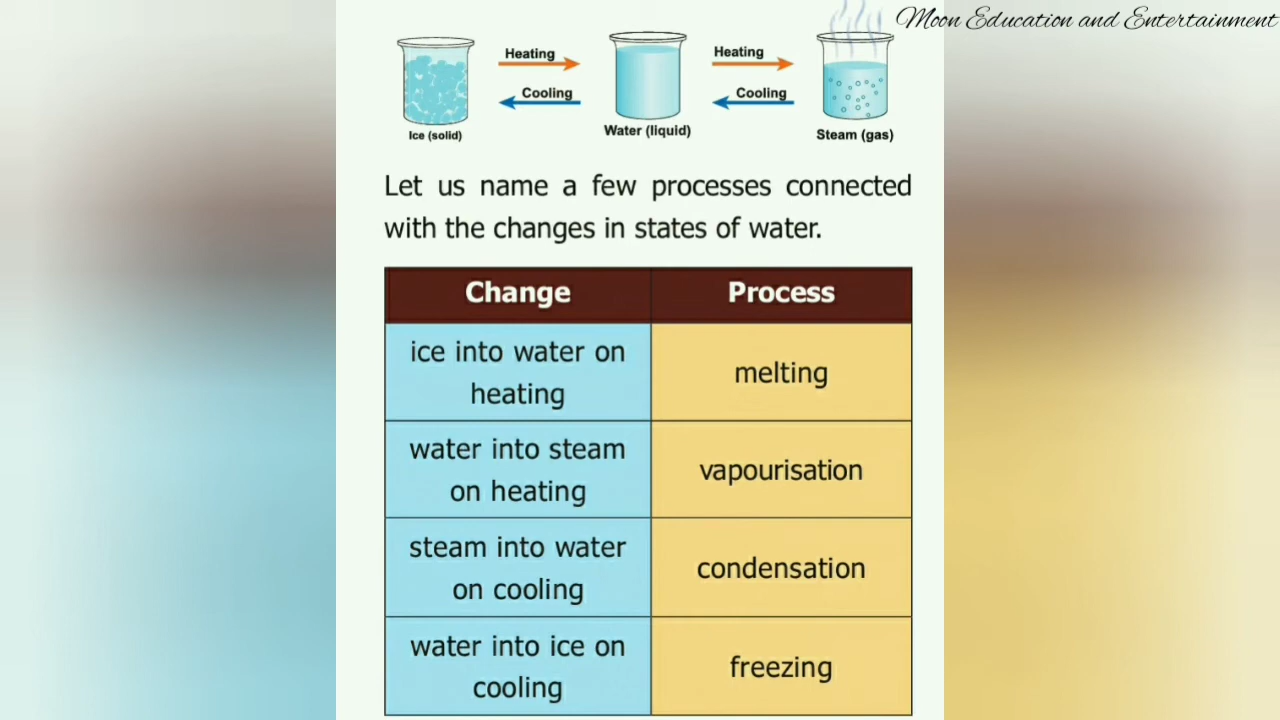 Moon Education and Entertainment
Heating
Heating
Cooling
Cooling
Ice (solid)
Water (liquid)
Steam (gas)
Let us name a few processes connected
with the changes in states of water.
Change
Process
ice into water on
heating
melting
water into steam
on heating
vapourisation
steam into water
on cooling
condensation
water into ice on
cooling
freezing